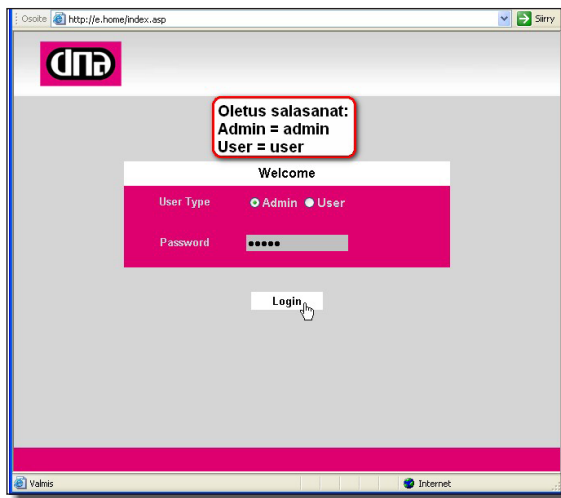 Osoite http://e.home/index.asp Siirry
dna
Oletus salasanat:
Admin = admin
User = user
Welcome
User Type Admin User
Password •••••
Login
Valmis Internet